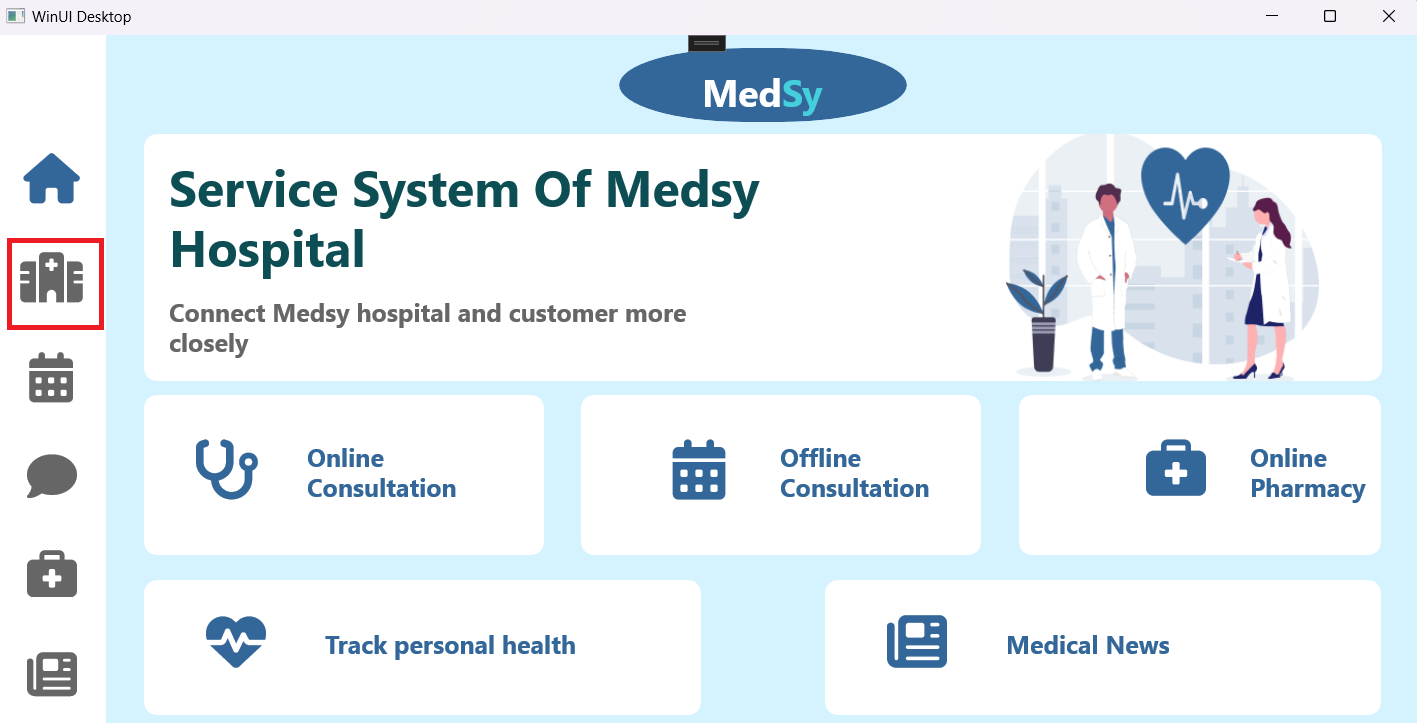 WinUI Desktop
MedSy
Service System Of Medsy
Hospital
Connect Medsy hospital and customer more
closely
Online
Consultation
Offline
Consultation
Online
Pharmacy
Track personal health
Medical News